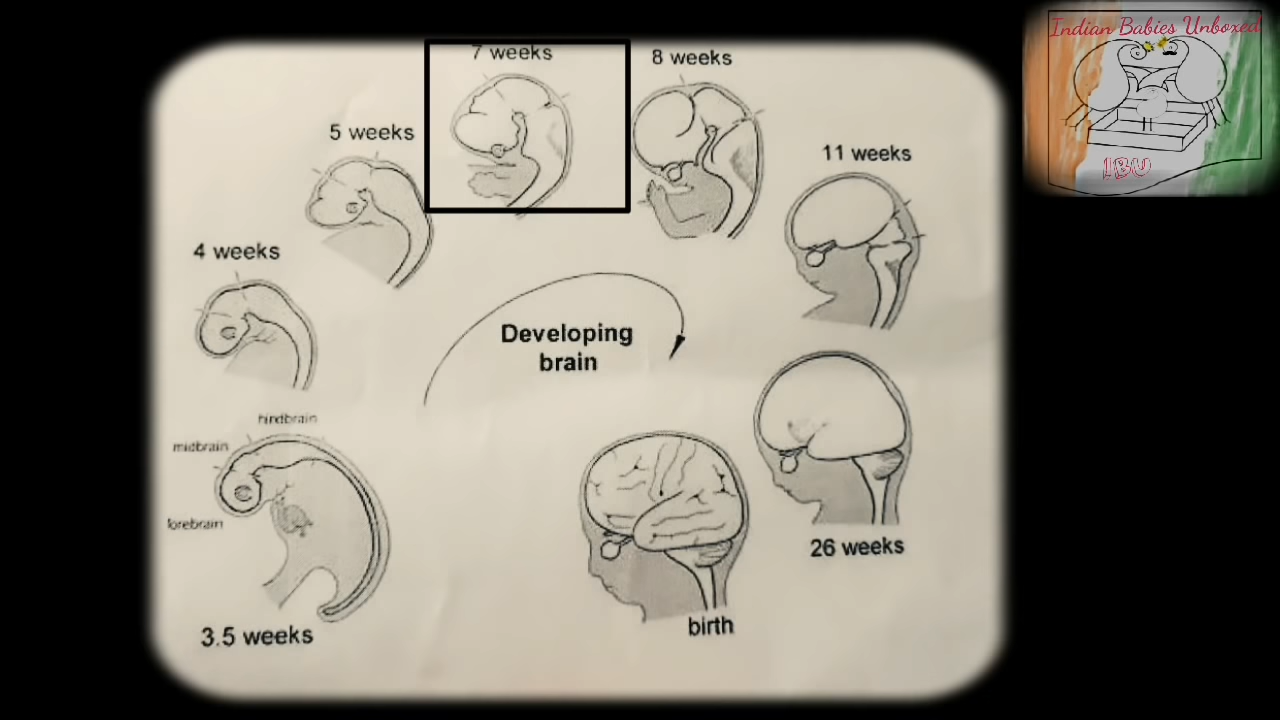 Indian Babies Unboxed
IBU
7 weeks
8 weeks
5 weeks
11 weeks
4 weeks
Developing
brain
hindbrain
midbrain
forebrain
3.5 weeks
26 weeks
birth